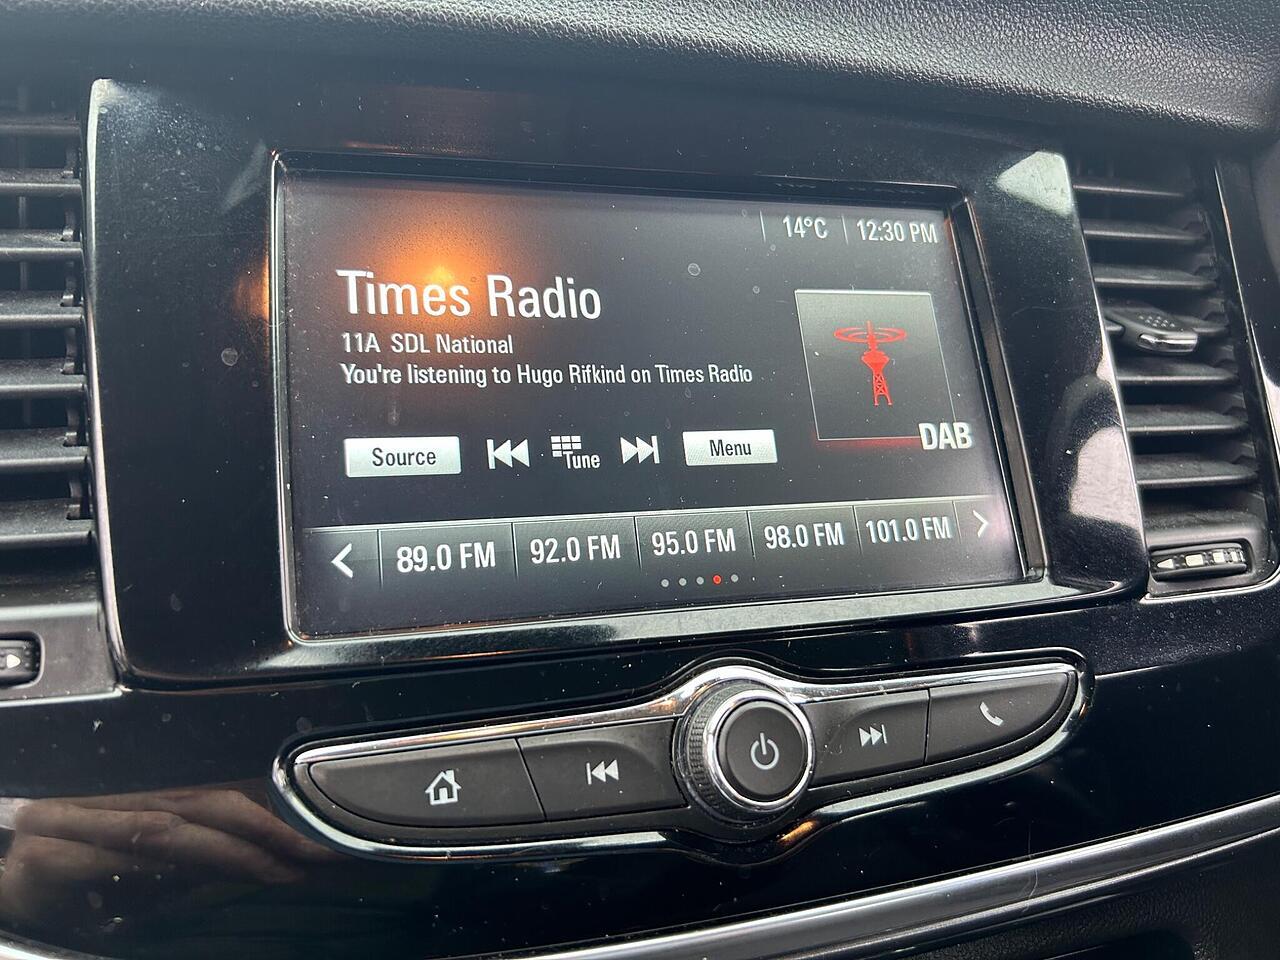 14°C 12:30 PM
Times Radio
11A SDL National
You're listening to Hugo Rifkind on Times Radio
DAB
Source Tune Menu
89.0 FM 92.0 FM 95.0 FM 98.0 FM 101.0 FM